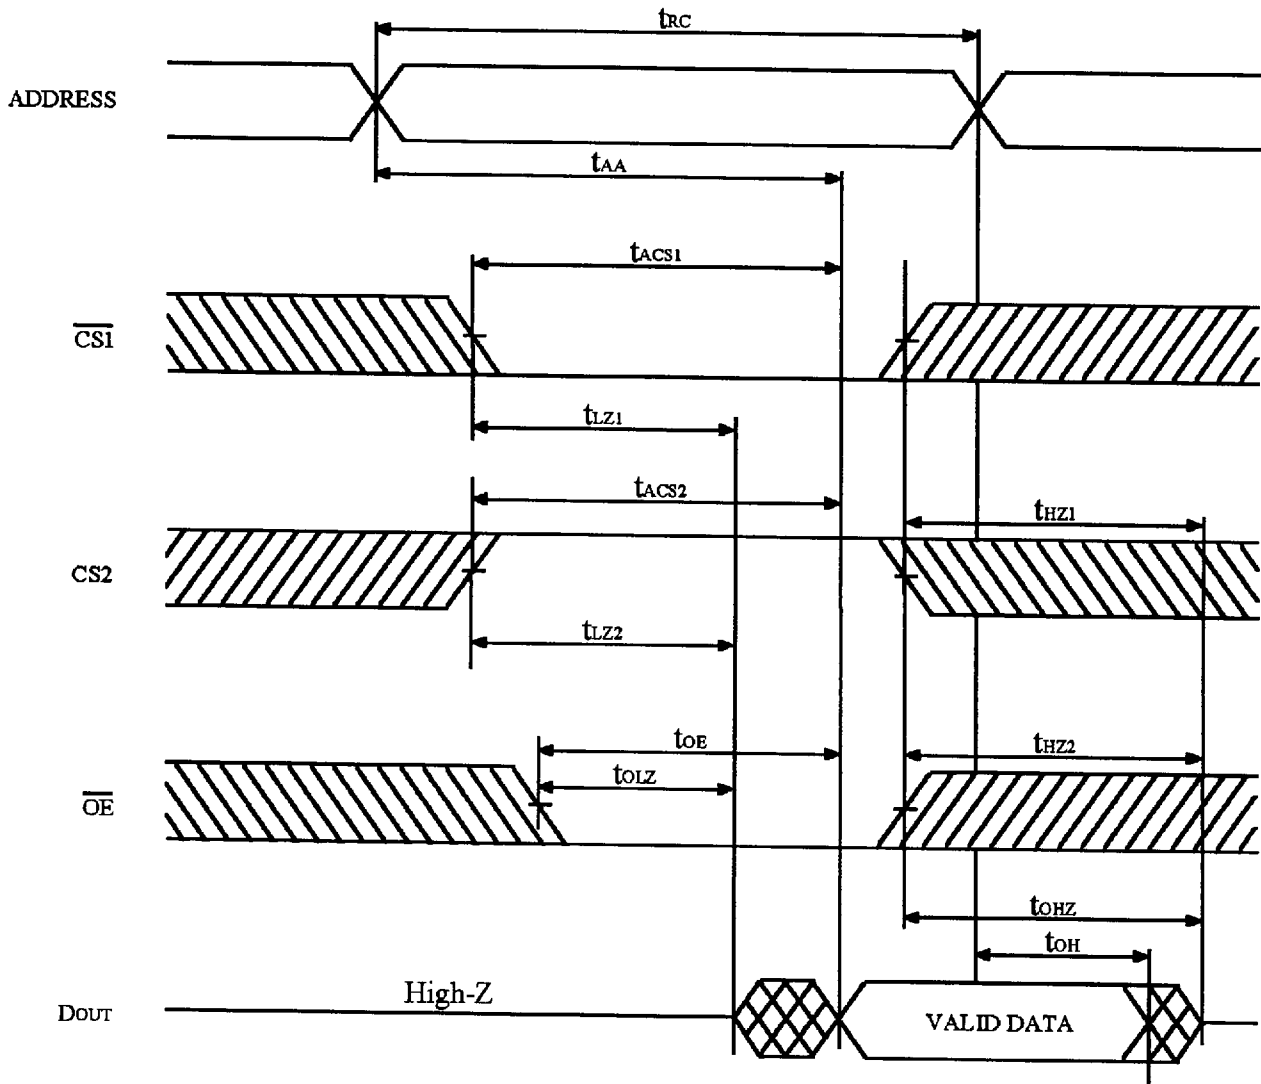 tRC
ADDRESS
tAA
tACS1
CS1
tLZ1
tACS2
tHZ1
CS2
tLZ2
tOE
tHZ2
tOLZ
OE
tOHZ
tOH
High-Z
DOUT
VALID DATA